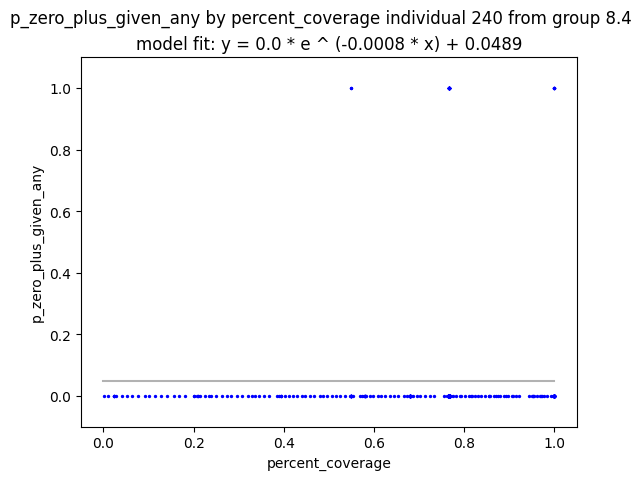 p_zero_plus_given_any by percent_coverage individual 240 from group 8.4
model fit: y = 0.0 * e ^ (-0.0008 * x) + 0.0489
1.0
0.8
0.6
0.4
0.2
0.0
p_zero_plus_given_any
0.0 0.2 0.4 0.6 0.8 1.0
percent_coverage